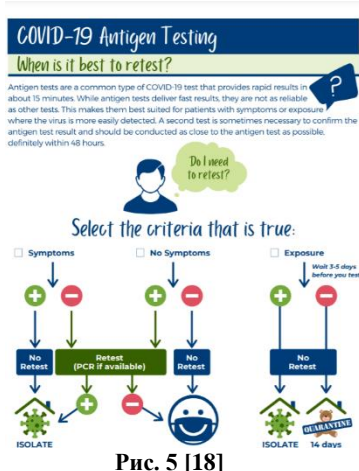 COVID-19 Antigen Testing
When is it best to retest?
Antigen tests are a common type of COVID-19 test that provides rapid results in
about 15 minutes. While antigen tests deliver fast results, they are not as reliable
as other tests. This makes them best suited for patients with symptoms or exposure
where the virus is more easily detected. A second test is sometimes necessary to confirm the
antigen test result and should be conducted as close to the antigen test as possible,
definitely within 48 hours.
?
Do I need
to retest?
Select the criteria that is true:
Symptoms
No Symptoms
Exposure
Wait 3-5 days
before you test
+ - + - + -
No
Retest
Retest
(PCR if available)
No
Retest
No
Retest
+ -
ISOLATE
ISOLATE
QUARANTINE
14 days
Рис. 5 [18]